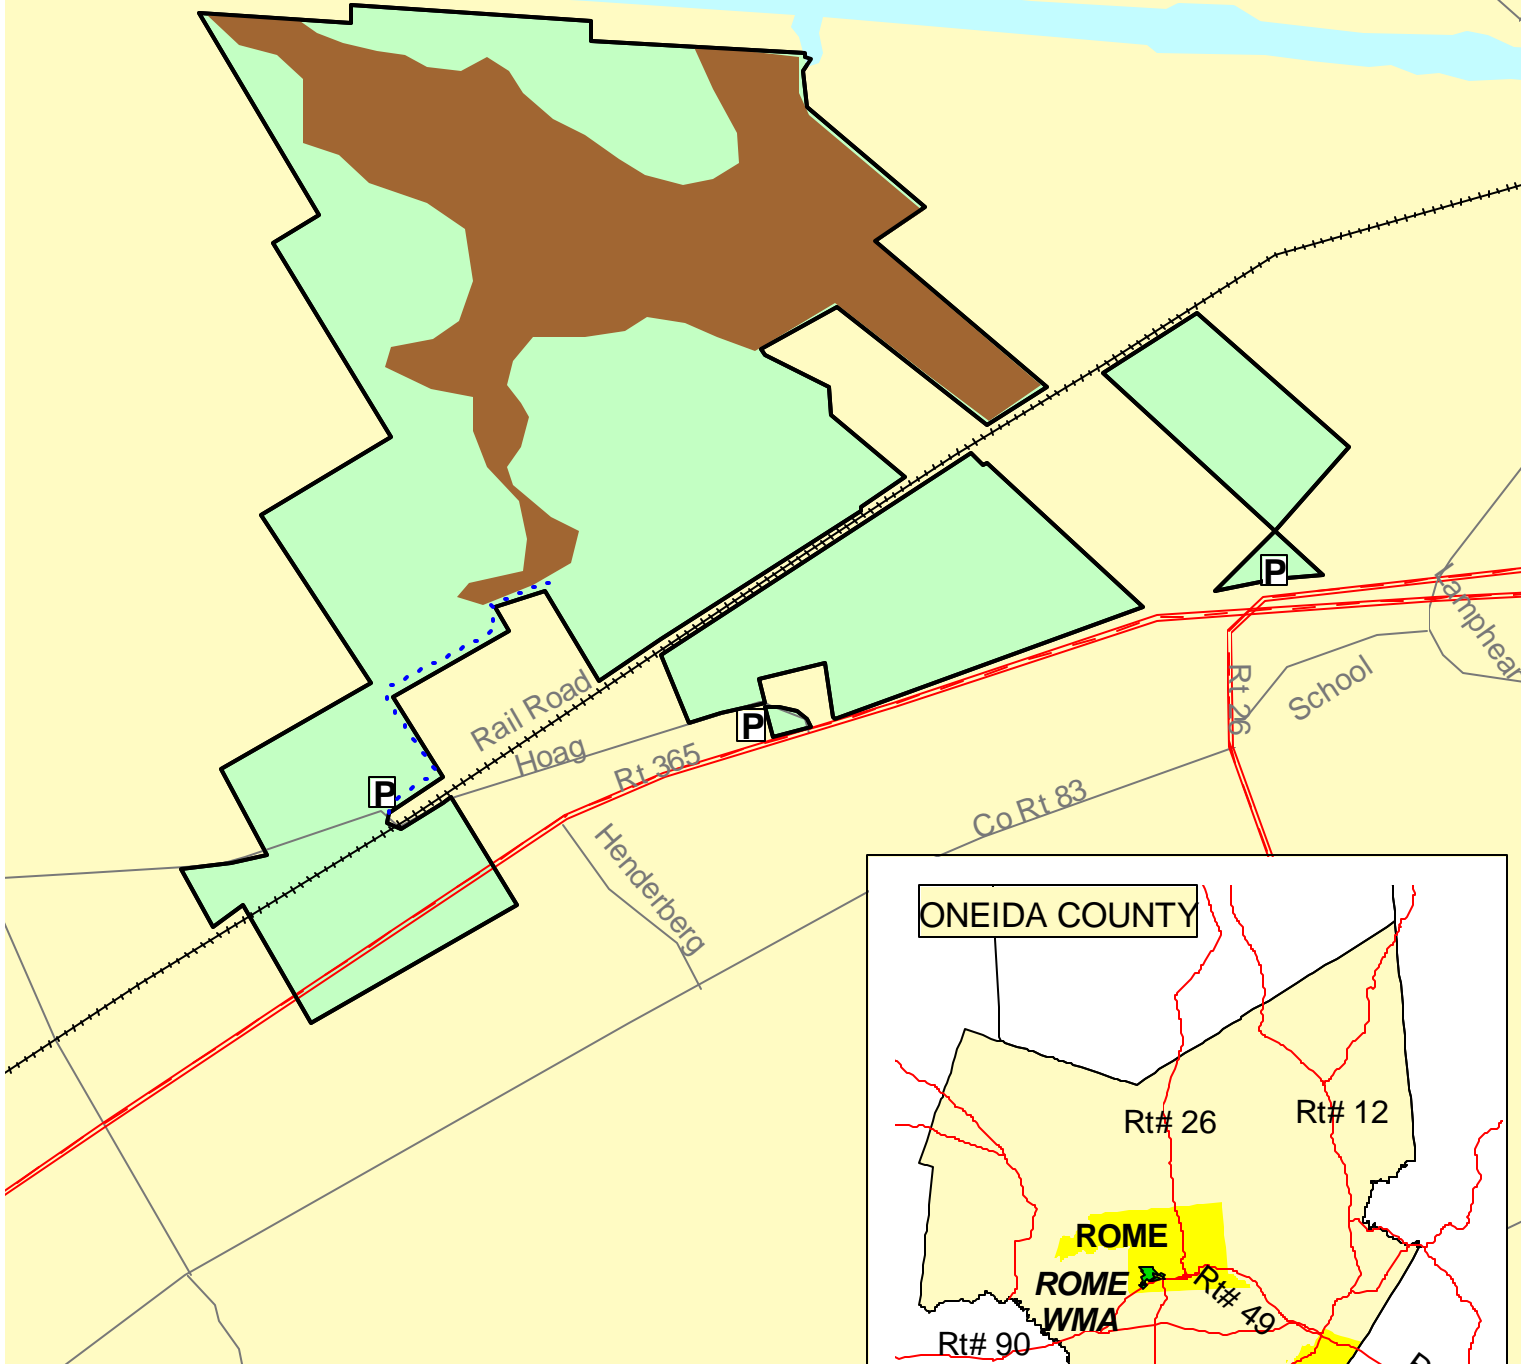 P
Lamphear
Rail Road
Rt 26
School
P
Hoag
Rt 365
P
Co Rt 83
Henderberg
ONEIDA COUNTY
Rt# 26
Rt# 12
ROME
ROME
WMA
Rt# 49
Rt# 90